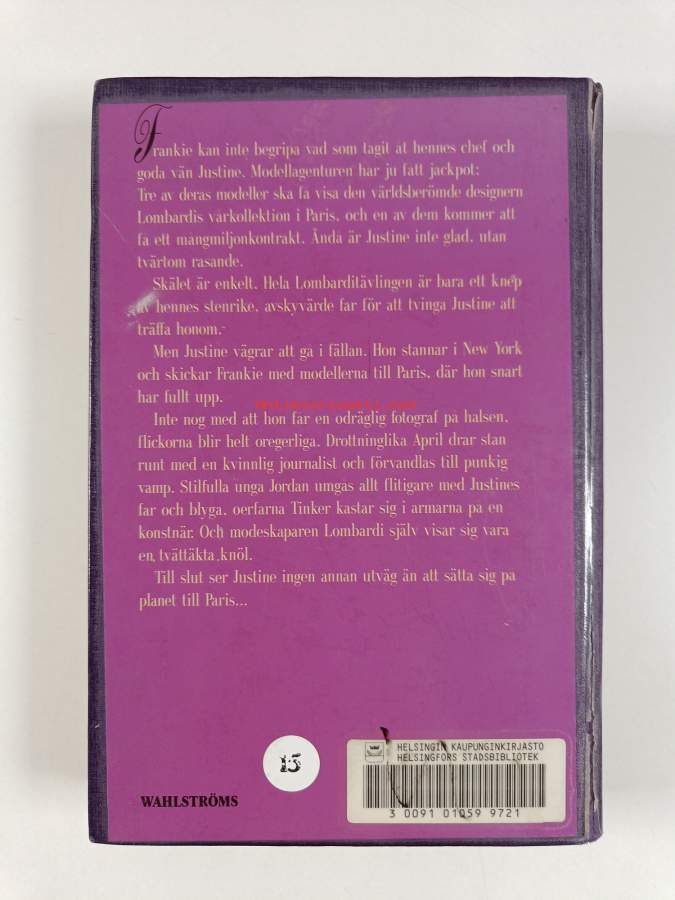 Frankie kan inte begripa vad som tagit åt hennes chef och
goda vän Justine. Modellagenturen har ju fått jackpot:
Tre av deras modeller ska få visa den världsberömde designern
Lombardis vårkollektion i Paris, och en av dem kommer att
få ett mångmiljonkontrakt. Ändå är Justine inte glad, utan
tvärtom rasande.
Skälet är enkelt. Hela Lombarditävlingen är bara ett knep
av hennes stenrike, avskyvärde far för att tvinga Justine att
träffa honom.
Men Justine vägrar att gå i fällan. Hon stannar i New York
och skickar Frankie med modellerna till Paris, där hon snart
har fullt upp.
Inte nog med att hon får en odräglig fotograf på halsen,
flickorna blir helt oregerliga. Drottninglika April drar stan
runt med en kvinnlig journalist och förvandlas till punkig
vamp. Stilfulla unga Jordan umgås allt flitigare med Justines
far och blyga, oerfarna Tinker kastar sig i armarna på en
konstnär. Och modeskaparen Lombardi själv visar sig vara
en tvättäkta knöl.
Till slut ser Justine ingen annan utväg än att sätta sig på
planet till Paris...
15
WAHLSTRÖMS
HELSINGIN KAUPUNGINKIRJASTO
HELSINGFORS STADSBIBLIOTEK
3 0091 01059 9721